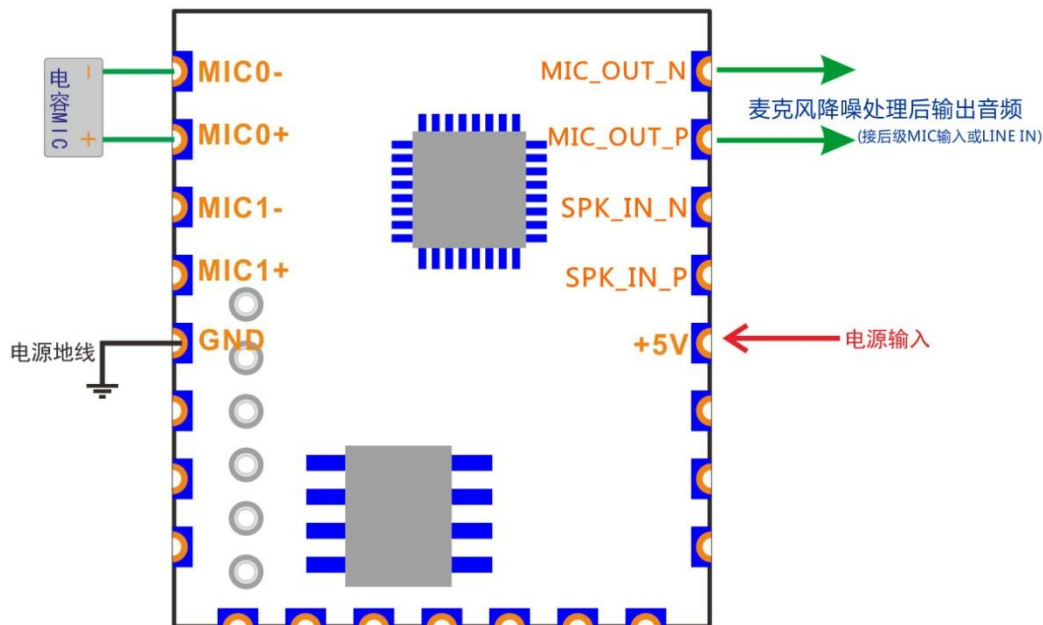 MIC0-
MIC_OUT_N
电容MIC
- +
麦克风降噪处理后输出音频
MIC0+
MIC_OUT_P
(接后级MIC输入或LINE IN)
MIC1-
SPK_IN_N
MIC1+
SPK_IN_P
电源地线
GND
+5V
电源输入